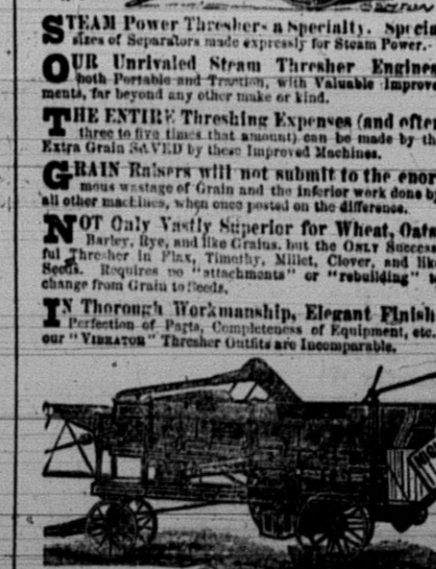 STEAM Power Threshers a Specialty. Special
sizes of Separators made expressly for Steam Power.
OUR Unrivaled Steam Thresher Engines
both Portable and Traction, with Valuable Improve
ments, far beyond any other make or kind.
THE ENTIRE Threshing Expenses (and often
three to five times that amount) can be made by th
Extra Grain SAVED by these Improved Machines.
GRAIN Raisers will not submit to the enor
mous wastage of Grain and the inferior work done by
all other machines, when once posted on the difference.
NOT Only Vastly Superior for Wheat, Oats
Barley, Rye, and like Grains, but the ONLY Success
ful Thresher in Flax, Timothy, Millet, Clover, and like
Seeds. Requires no "attachments" or "rebuilding" t
change from Grain to Seeds.
IN Thorough Workmanship, Elegant Finish
Perfection of Parts, Completeness of Equipment, etc.
our "VIBRATOR" Thresher Outfits are Incomparable.